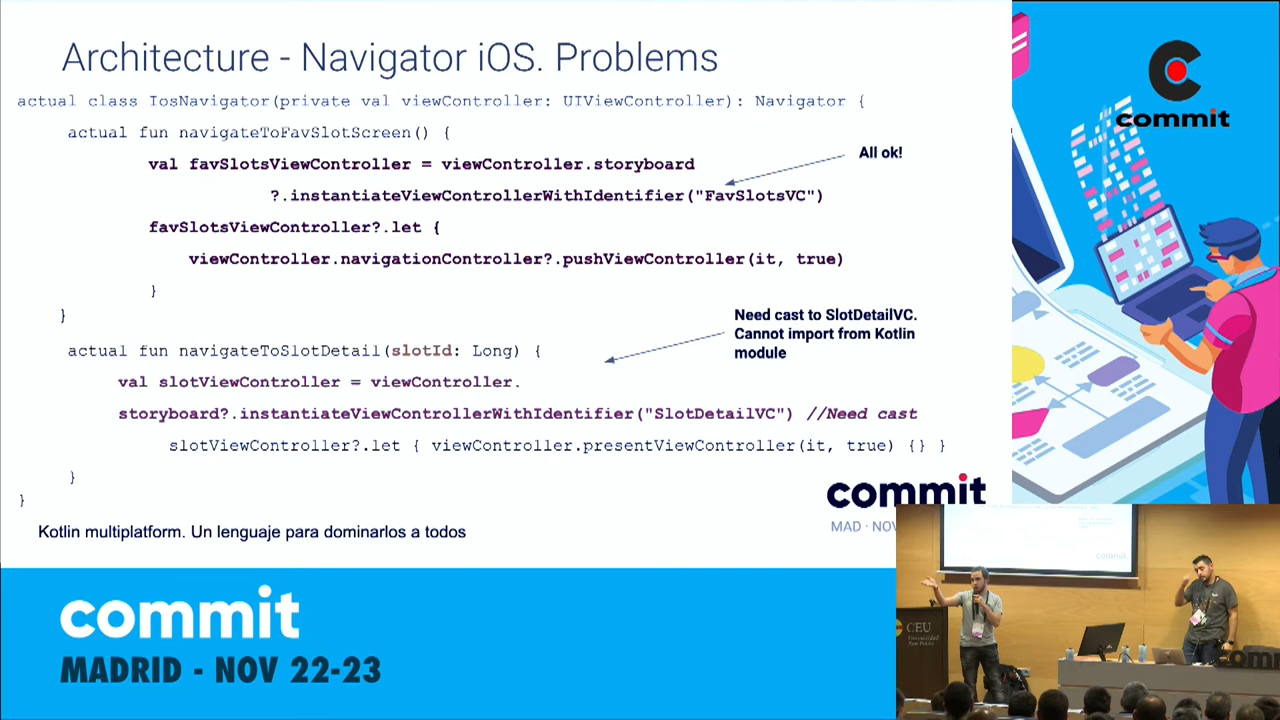 Architecture - Navigator iOS. Problems
actual class IosNavigator(private val viewController: UIViewController): Navigator {
actual fun navigateToFavSlotScreen() {
val favSlotsViewController = viewController.storyboard
?.instantiateViewControllerWithIdentifier("FavSlotsVC")
favSlotsViewController?.let {
viewController.navigationController?.pushViewController(it, true)
}
}
All ok!
actual fun navigateToSlotDetail(slotId: Long) {
val slotViewController = viewController.
storyboard?.instantiateViewControllerWithIdentifier("SlotDetailVC") //Need cast
slotViewController?.let { viewController.presentViewController(it, true) {} }
}
}
Need cast to SlotDetailVC.
Cannot import from Kotlin
module
commit
MAD · NOV
Kotlin multiplatform. Un lenguaje para dominarlos a todos
commit
commit
MADRID - NOV 22-23
CEU